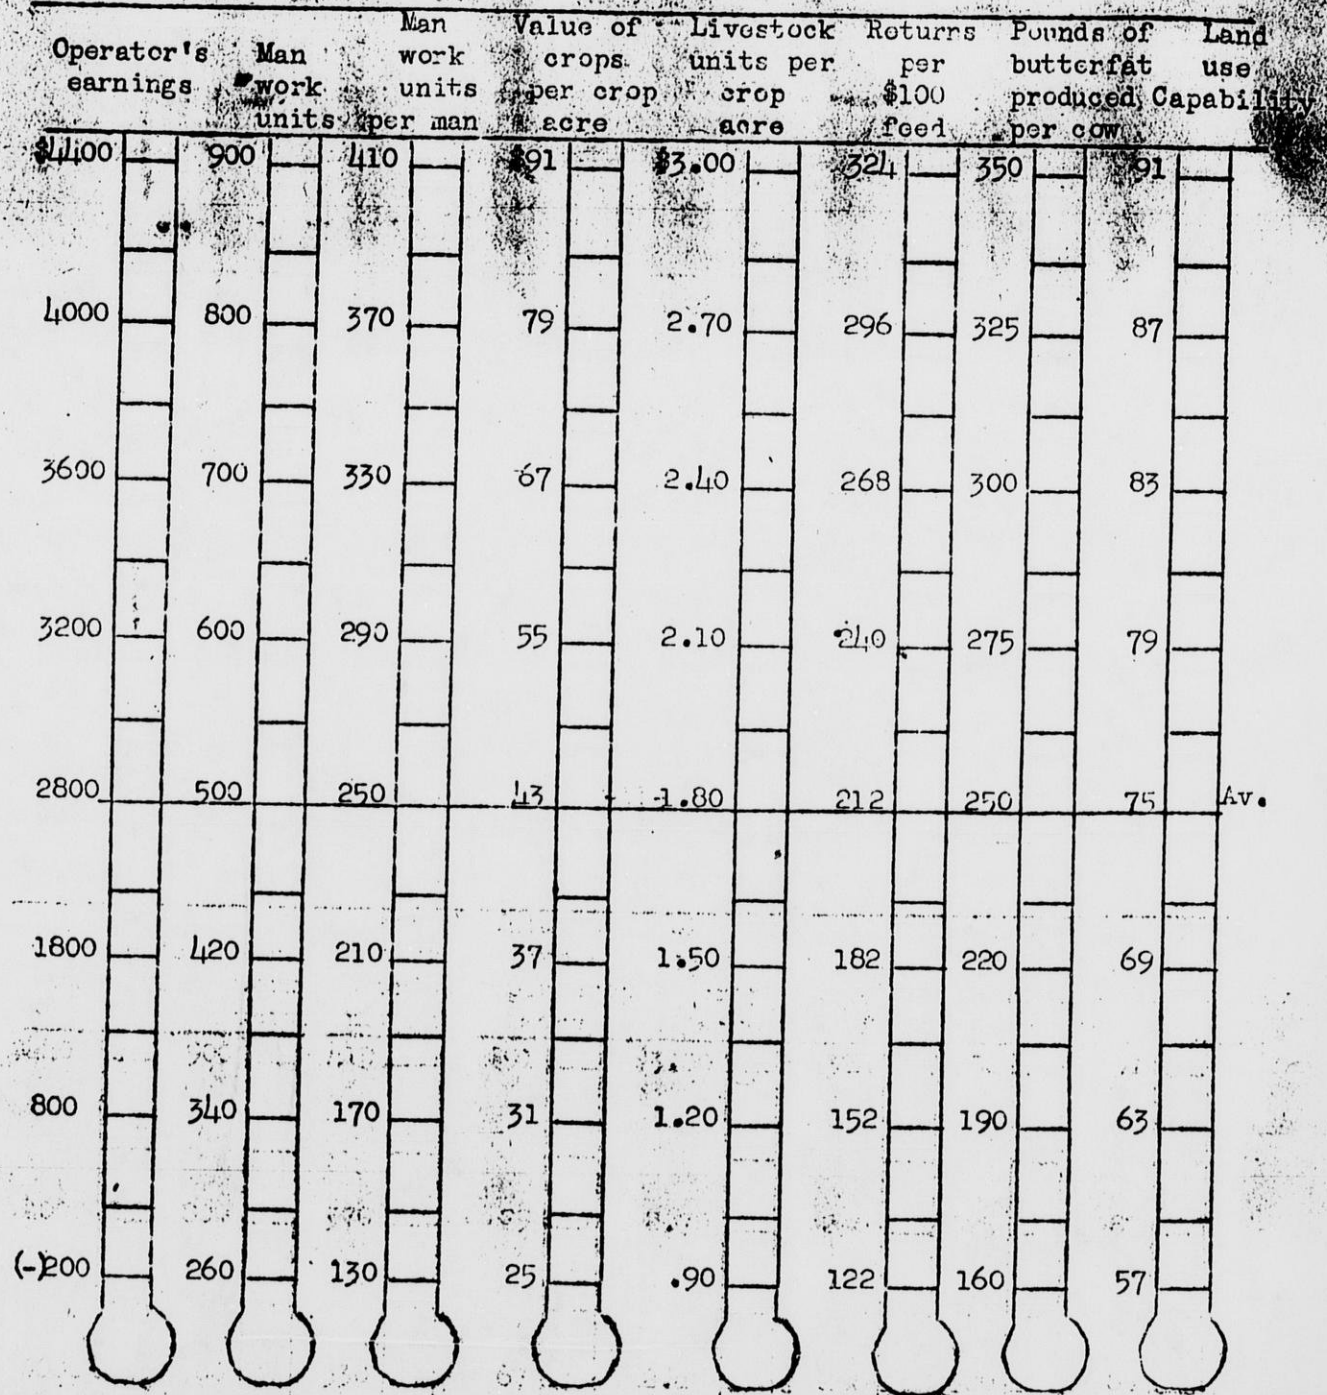 Operator's earnings
Man work units
Man work units per man
Value of crops per crop acre
Livestock units per crop acre
Returns per $100 feed
Pounds of butterfat produced per cow
Land use Capability
$4400 900 410 $91 $3.00 324 350 91
4000 800 370 79 2.70 296 325 87
3600 700 330 67 2.40 268 300 83
3200 600 290 55 2.10 240 275 79
2800 500 250 43 1.80 212 250 75 Av.
1800 420 210 37 1.50 182 220 69
800 340 170 31 1.20 152 190 63
(-)200 260 130 25 .90 122 160 57